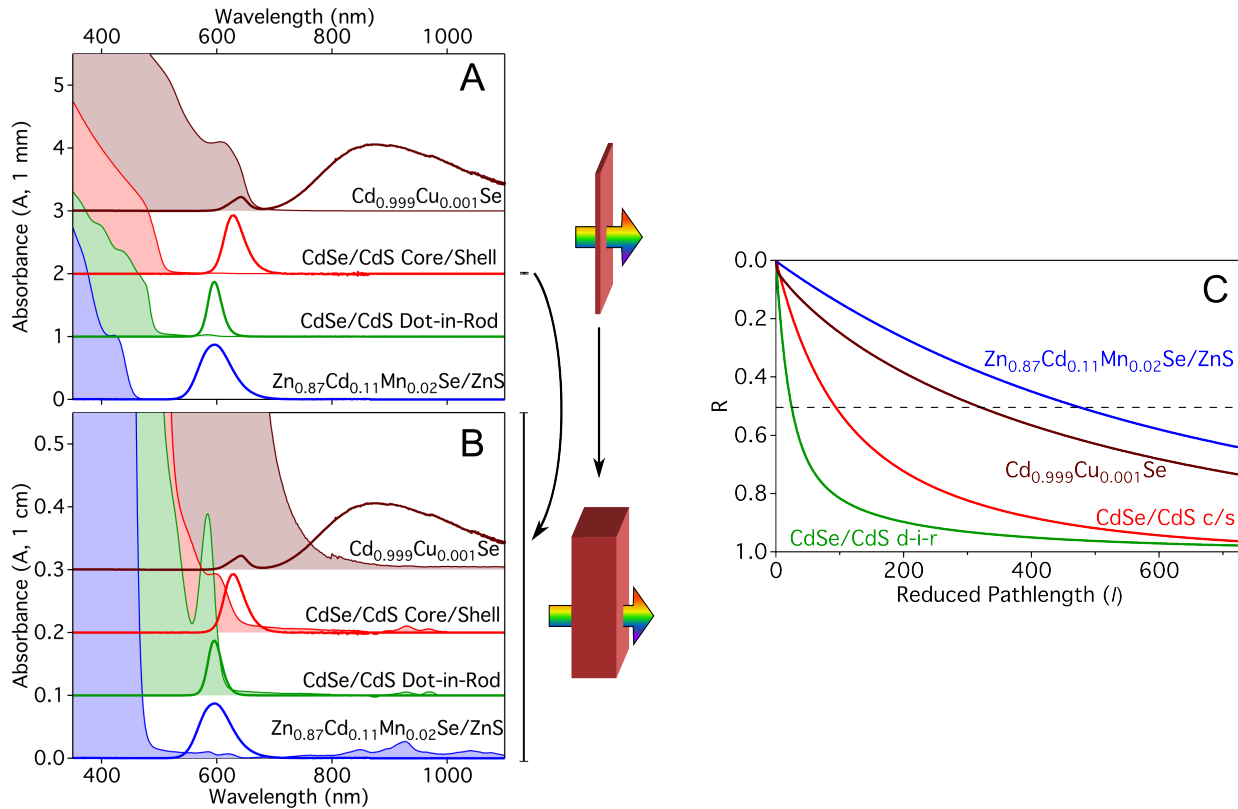 Wavelength (nm)
400 600 800 1000
A
Absorbance (A, 1 mm)
5
4
3
2
1
0
Cd0.999Cu0.001Se
CdSe/CdS Core/Shell
CdSe/CdS Dot-in-Rod
Zn0.87Cd0.11Mn0.02Se/ZnS
B
Absorbance (A, 1 cm)
0.5
0.4
0.3
0.2
0.1
0.0
Cd0.999Cu0.001Se
CdSe/CdS Core/Shell
CdSe/CdS Dot-in-Rod
Zn0.87Cd0.11Mn0.02Se/ZnS
400 600 800 1000
Wavelength (nm)
C
R
0.0
0.2
0.4
0.6
0.8
1.0
Zn0.87Cd0.11Mn0.02Se/ZnS
Cd0.999Cu0.001Se
CdSe/CdS c/s
CdSe/CdS d-i-r
0 200 400 600
Reduced Pathlength (l)